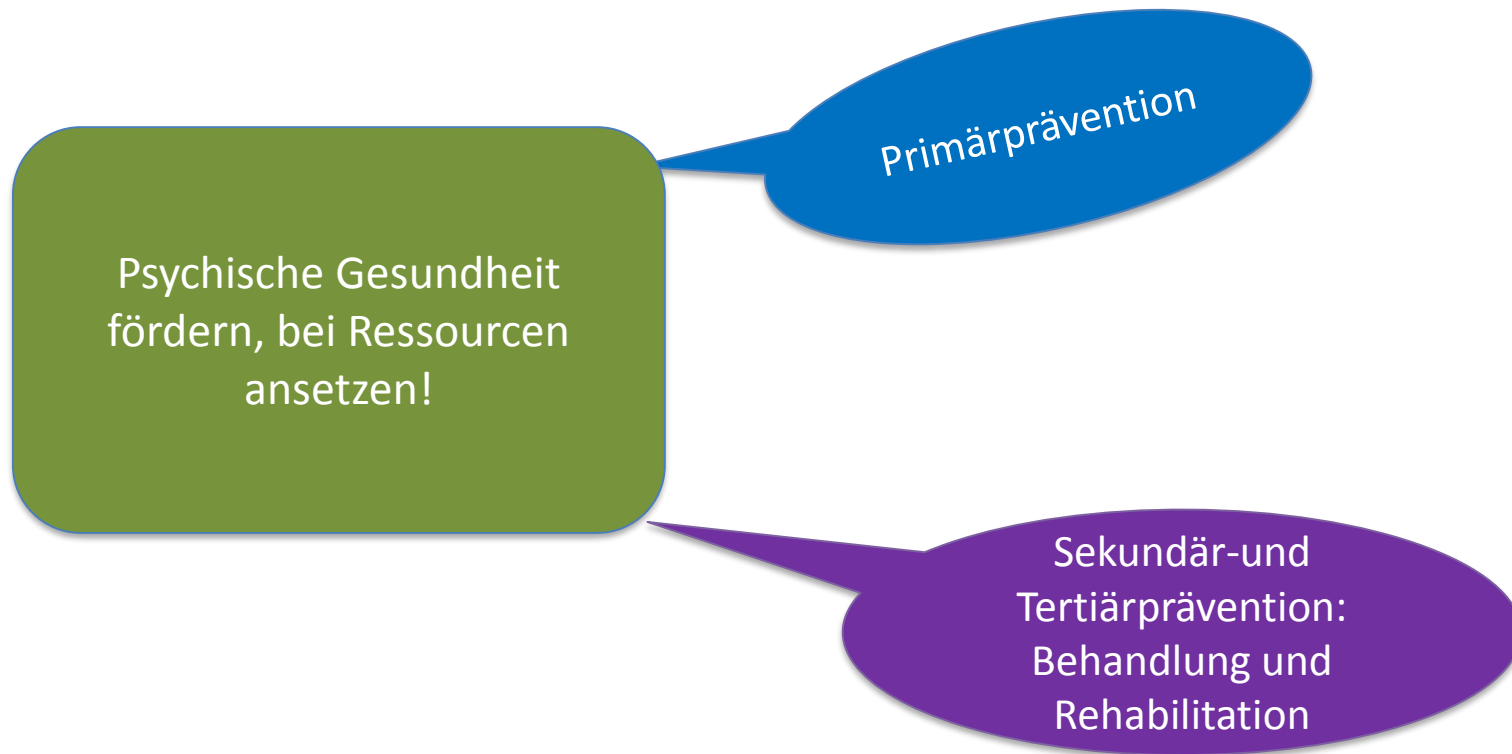 Primärprävention
Psychische Gesundheit
fördern, bei Ressourcen
ansetzen!
Sekundär-und
Tertiärprävention:
Behandlung und
Rehabilitation